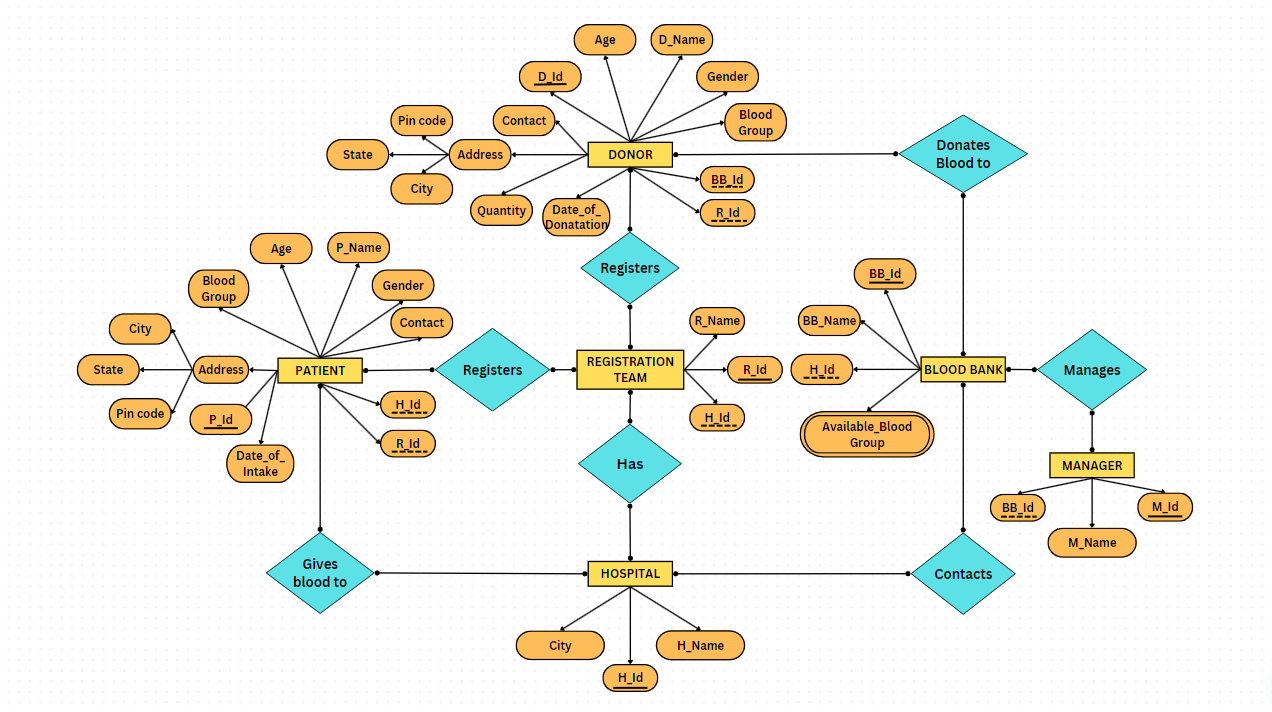 Age
D_Name
D_Id
Gender
Pin code
Contact
Blood
Group
State
Address
DONOR
Donates
Blood to
City
BB_Id
Quantity
Date_of_
Donatation
R_Id
Age
P_Name
Registers
Blood
Group
Gender
BB_Id
City
Contact
R_Name
BB_Name
State
Address
PATIENT
Registers
REGISTRATION
TEAM
R_Id
H_Id
BLOOD BANK
Manages
Pin code
P_Id
H_Id
H_Id
Available_Blood
Group
R_Id
Date_of_
Intake
Has
MANAGER
BB_Id
M_Id
M_Name
Gives
blood to
HOSPITAL
Contacts
City
H_Name
H_Id